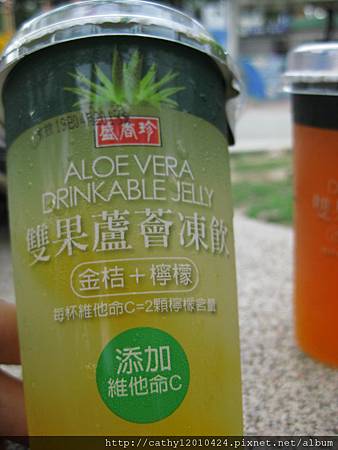 盛香珍
ALOE VERA
DRINKABLE JELLY
雙果蘆薈凍飲
金桔+檸檬
每杯維他命C=2顆檸檬含量
添加
維他命C
http://cathy12010424.pixnet.net/album